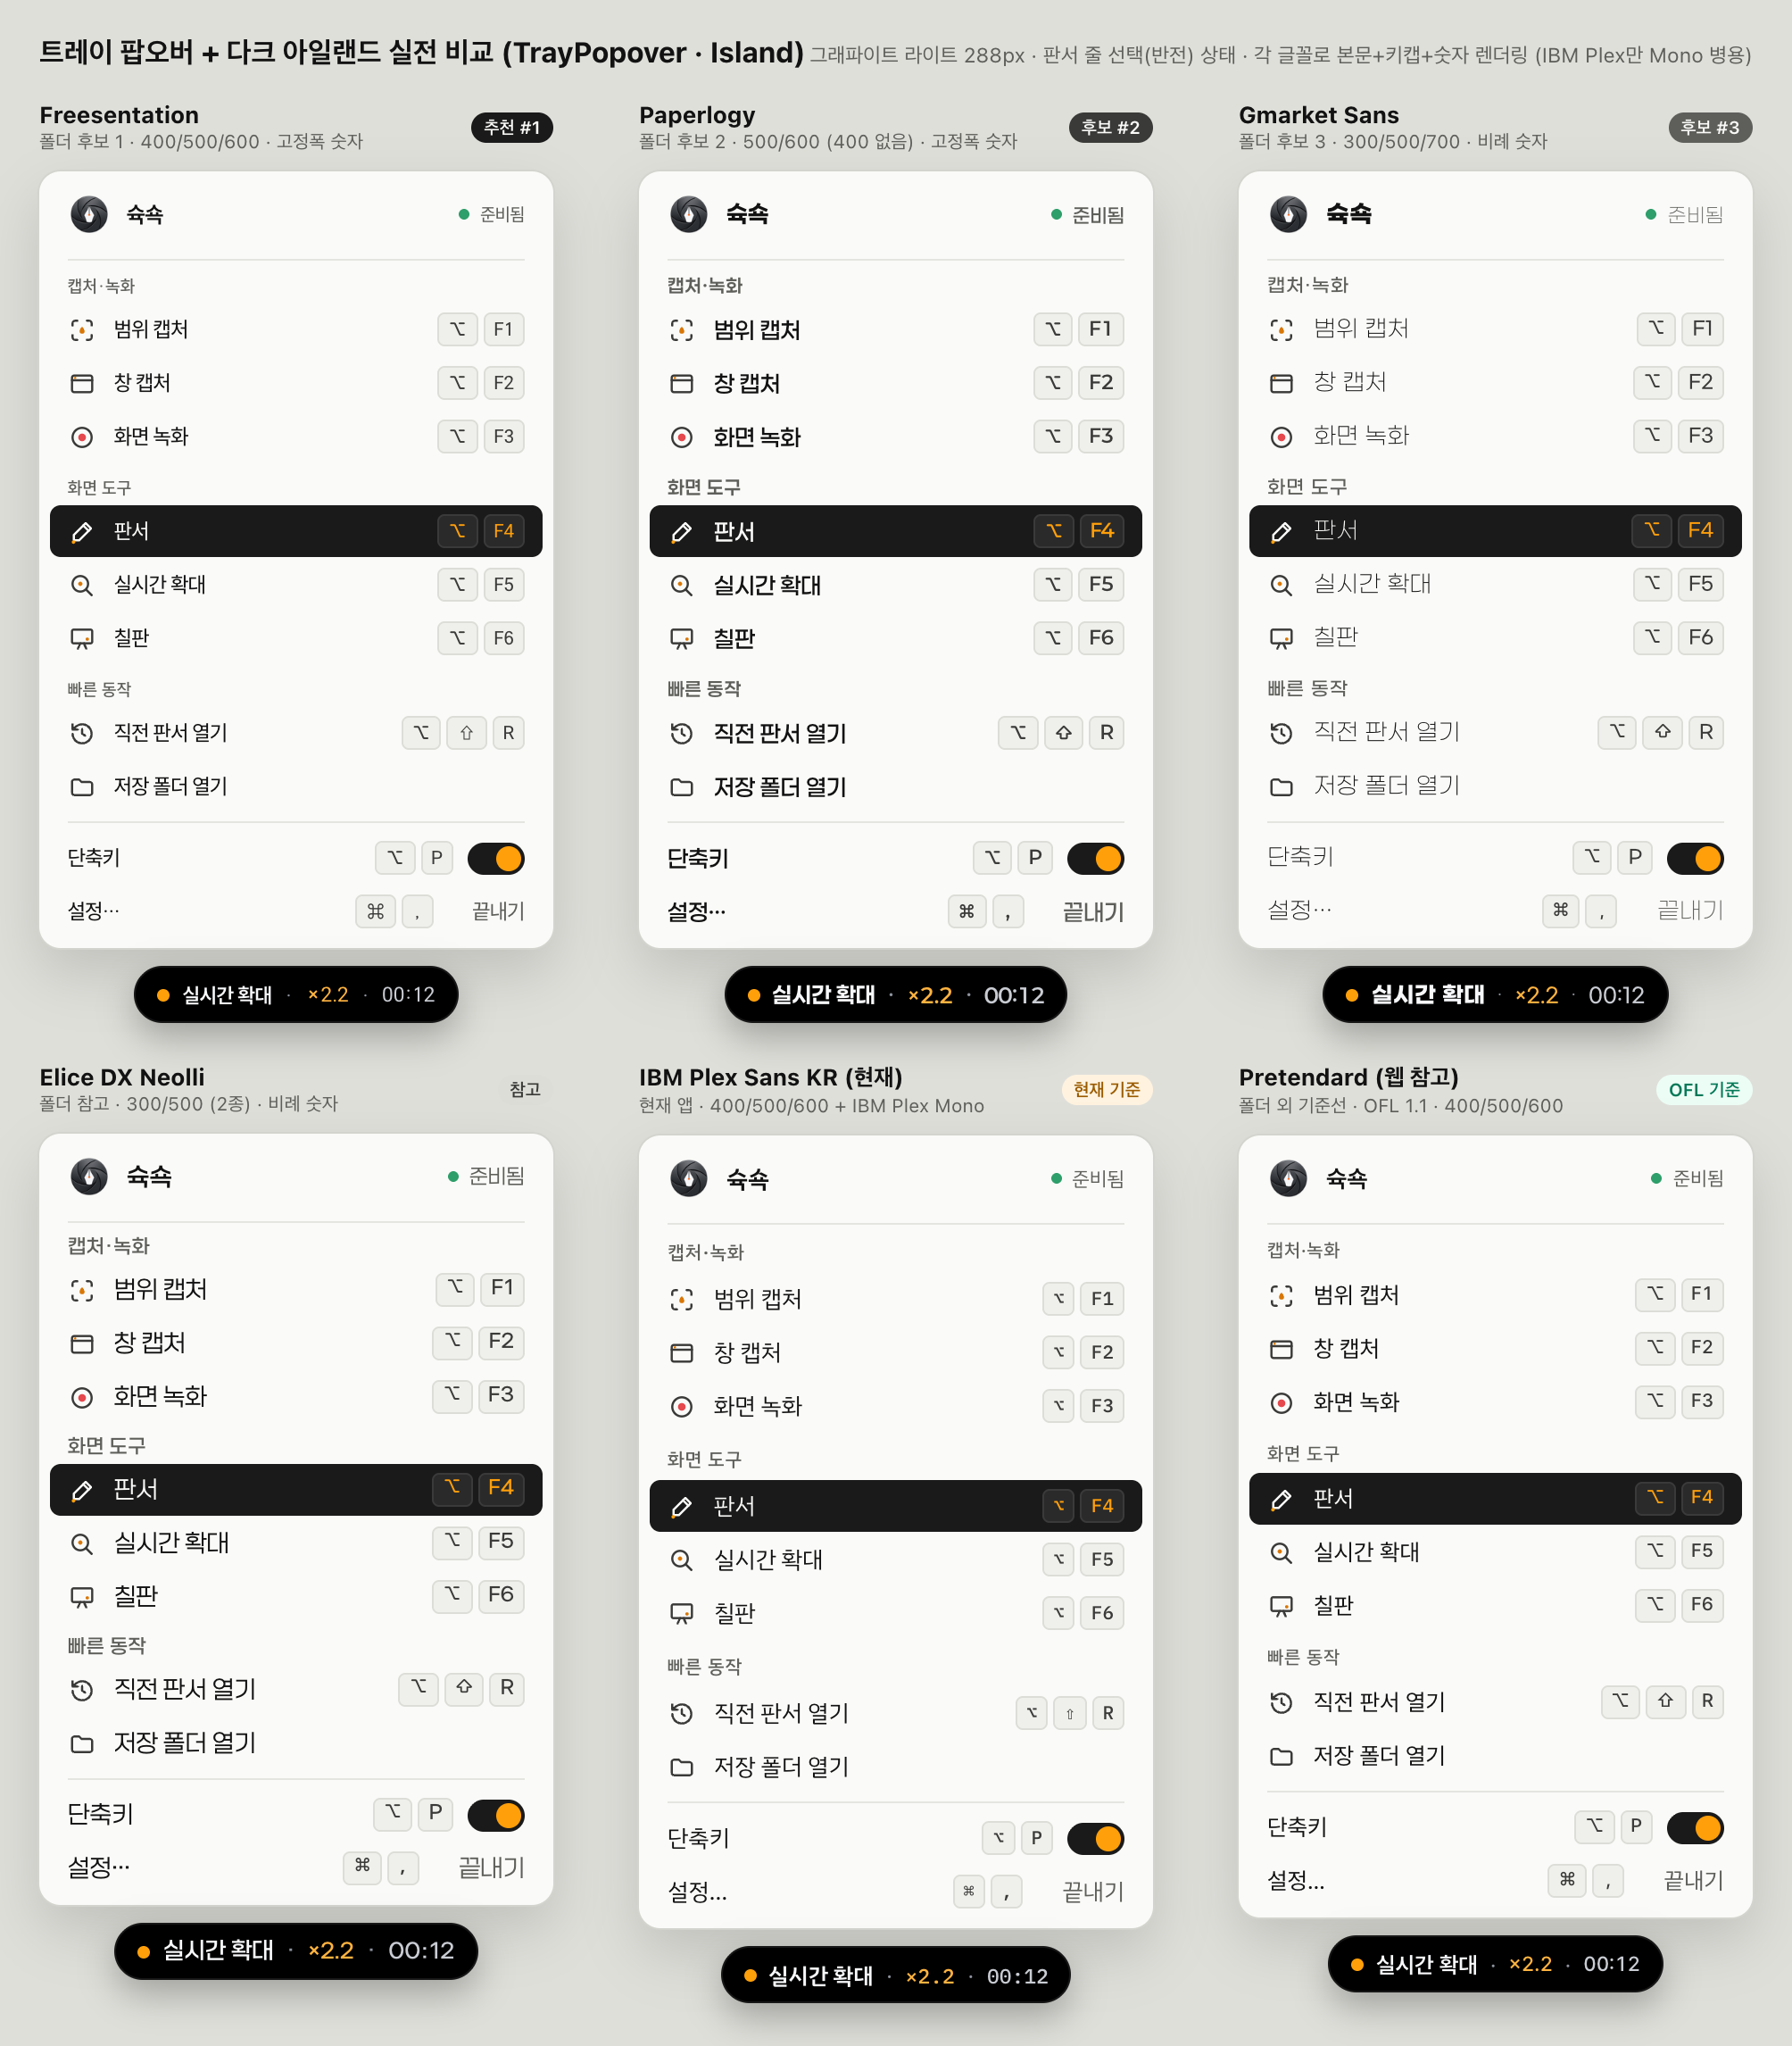 트레이 팝오버 + 다크 아일랜드 실전 비교 (TrayPopover · Island) 그래파이트 라이트 288px · 판서 줄 선택(반전) 상태 · 각 글꼴로 본문+키캡+숫자 렌더링 (IBM Plex만 Mono 병용)
Freesentation
폴더 후보 1 · 400/500/600 · 고정폭 숫자
추천 #1
슉쇽
준비됨
캡처·녹화
범위 캡처 ⌥ F1
창 캡처 ⌥ F2
화면 녹화 ⌥ F3
화면 도구
판서 ⌥ F4
실시간 확대 ⌥ F5
칠판 ⌥ F6
빠른 동작
직전 판서 열기 ⌥ ⇧ R
저장 폴더 열기
단축키 ⌥ P
설정… ⌘ , 끝내기
실시간 확대 · ×2.2 · 00:12
Paperlogy
폴더 후보 2 · 500/600 (400 없음) · 고정폭 숫자
후보 #2
슉쇽
준비됨
캡처·녹화
범위 캡처 ⌥ F1
창 캡처 ⌥ F2
화면 녹화 ⌥ F3
화면 도구
판서 ⌥ F4
실시간 확대 ⌥ F5
칠판 ⌥ F6
빠른 동작
직전 판서 열기 ⌥ ⇧ R
저장 폴더 열기
단축키 ⌥ P
설정… ⌘ , 끝내기
실시간 확대 · ×2.2 · 00:12
Gmarket Sans
폴더 후보 3 · 300/500/700 · 비례 숫자
후보 #3
슉쇽
준비됨
캡처·녹화
범위 캡처 ⌥ F1
창 캡처 ⌥ F2
화면 녹화 ⌥ F3
화면 도구
판서 ⌥ F4
실시간 확대 ⌥ F5
칠판 ⌥ F6
빠른 동작
직전 판서 열기 ⌥ ⇧ R
저장 폴더 열기
단축키 ⌥ P
설정… ⌘ , 끝내기
실시간 확대 · ×2.2 · 00:12
Elice DX Neolli
폴더 참고 · 300/500 (2종) · 비례 숫자
참고
슉쇽
준비됨
캡처·녹화
범위 캡처 ⌥ F1
창 캡처 ⌥ F2
화면 녹화 ⌥ F3
화면 도구
판서 ⌥ F4
실시간 확대 ⌥ F5
칠판 ⌥ F6
빠른 동작
직전 판서 열기 ⌥ ⇧ R
저장 폴더 열기
단축키 ⌥ P
설정… ⌘ , 끝내기
실시간 확대 · ×2.2 · 00:12
IBM Plex Sans KR (현재)
현재 앱 · 400/500/600 + IBM Plex Mono
현재 기준
슉쇽
준비됨
캡처·녹화
범위 캡처 ⌥ F1
창 캡처 ⌥ F2
화면 녹화 ⌥ F3
화면 도구
판서 ⌥ F4
실시간 확대 ⌥ F5
칠판 ⌥ F6
빠른 동작
직전 판서 열기 ⌥ ⇧ R
저장 폴더 열기
단축키 ⌥ P
설정… ⌘ , 끝내기
실시간 확대 · ×2.2 · 00:12
Pretendard (웹 참고)
폴더 외 기준선 · OFL 1.1 · 400/500/600
OFL 기준
슉쇽
준비됨
캡처·녹화
범위 캡처 ⌥ F1
창 캡처 ⌥ F2
화면 녹화 ⌥ F3
화면 도구
판서 ⌥ F4
실시간 확대 ⌥ F5
칠판 ⌥ F6
빠른 동작
직전 판서 열기 ⌥ ⇧ R
저장 폴더 열기
단축키 ⌥ P
설정… ⌘ , 끝내기
실시간 확대 · ×2.2 · 00:12